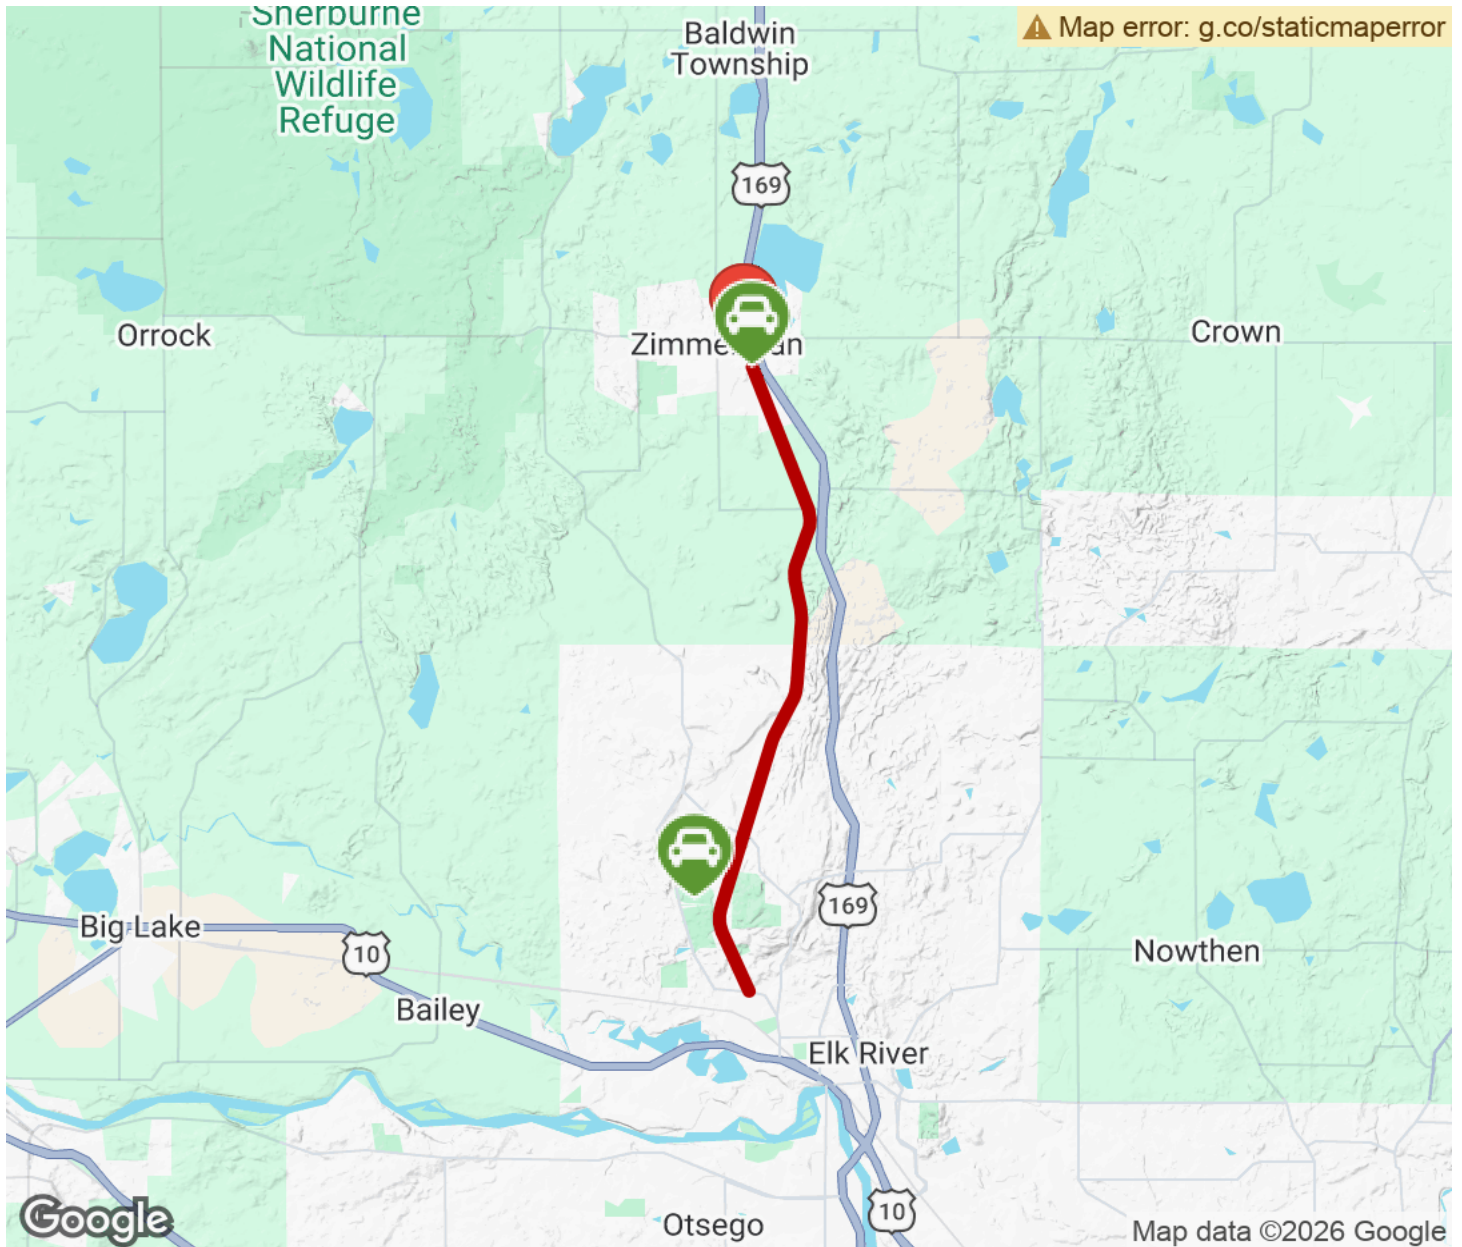 Sherburne
National
Wildlife
Refuge
Baldwin
Township
Map error: g.co/staticmaperror
169
Orrock
Zimmerman
Crown
Big Lake
10
Bailey
169
Nowthen
Elk River
Otsego
10
Google
Map data ©2026 Google